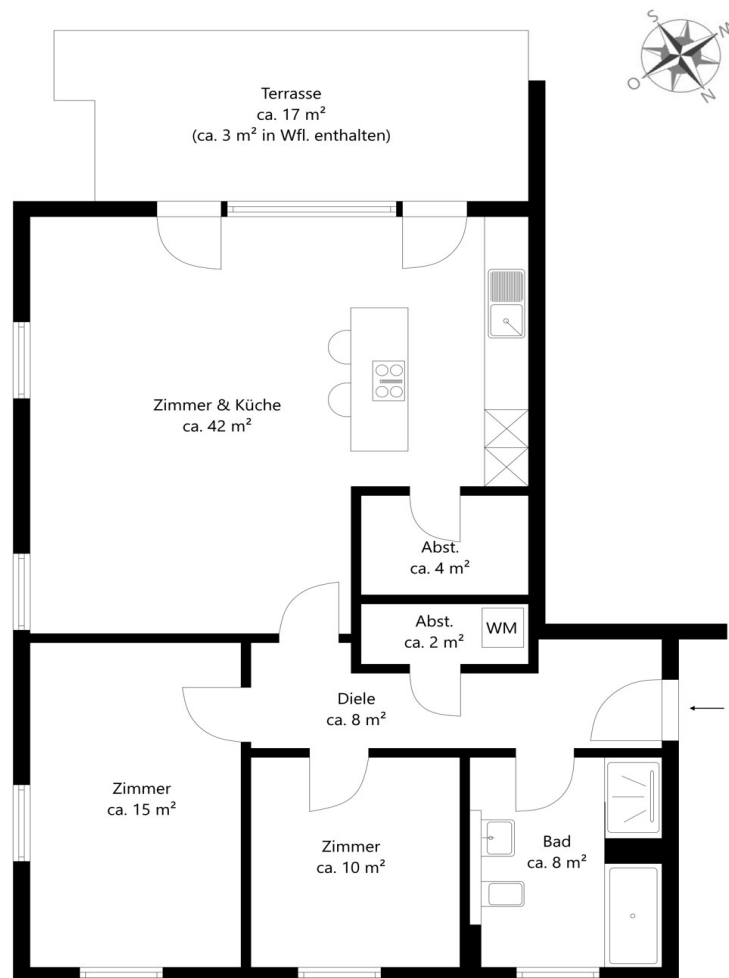 S
W
O
N
Terrasse
ca. 17 m²
(ca. 3 m² in Wfl. enthalten)
Zimmer & Küche
ca. 42 m²
Abst.
ca. 4 m²
Abst.
ca. 2 m²
WM
Diele
ca. 8 m²
Zimmer
ca. 15 m²
Zimmer
ca. 10 m²
Bad
ca. 8 m²